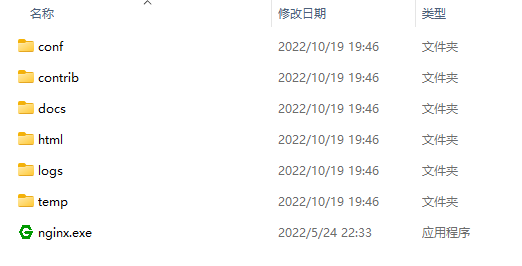 名称 修改日期 类型
conf 2022/10/19 19:46 文件夹
contrib 2022/10/19 19:46 文件夹
docs 2022/10/19 19:46 文件夹
html 2022/10/19 19:46 文件夹
logs 2022/10/19 19:46 文件夹
temp 2022/10/19 19:46 文件夹
nginx.exe 2022/5/24 22:33 应用程序